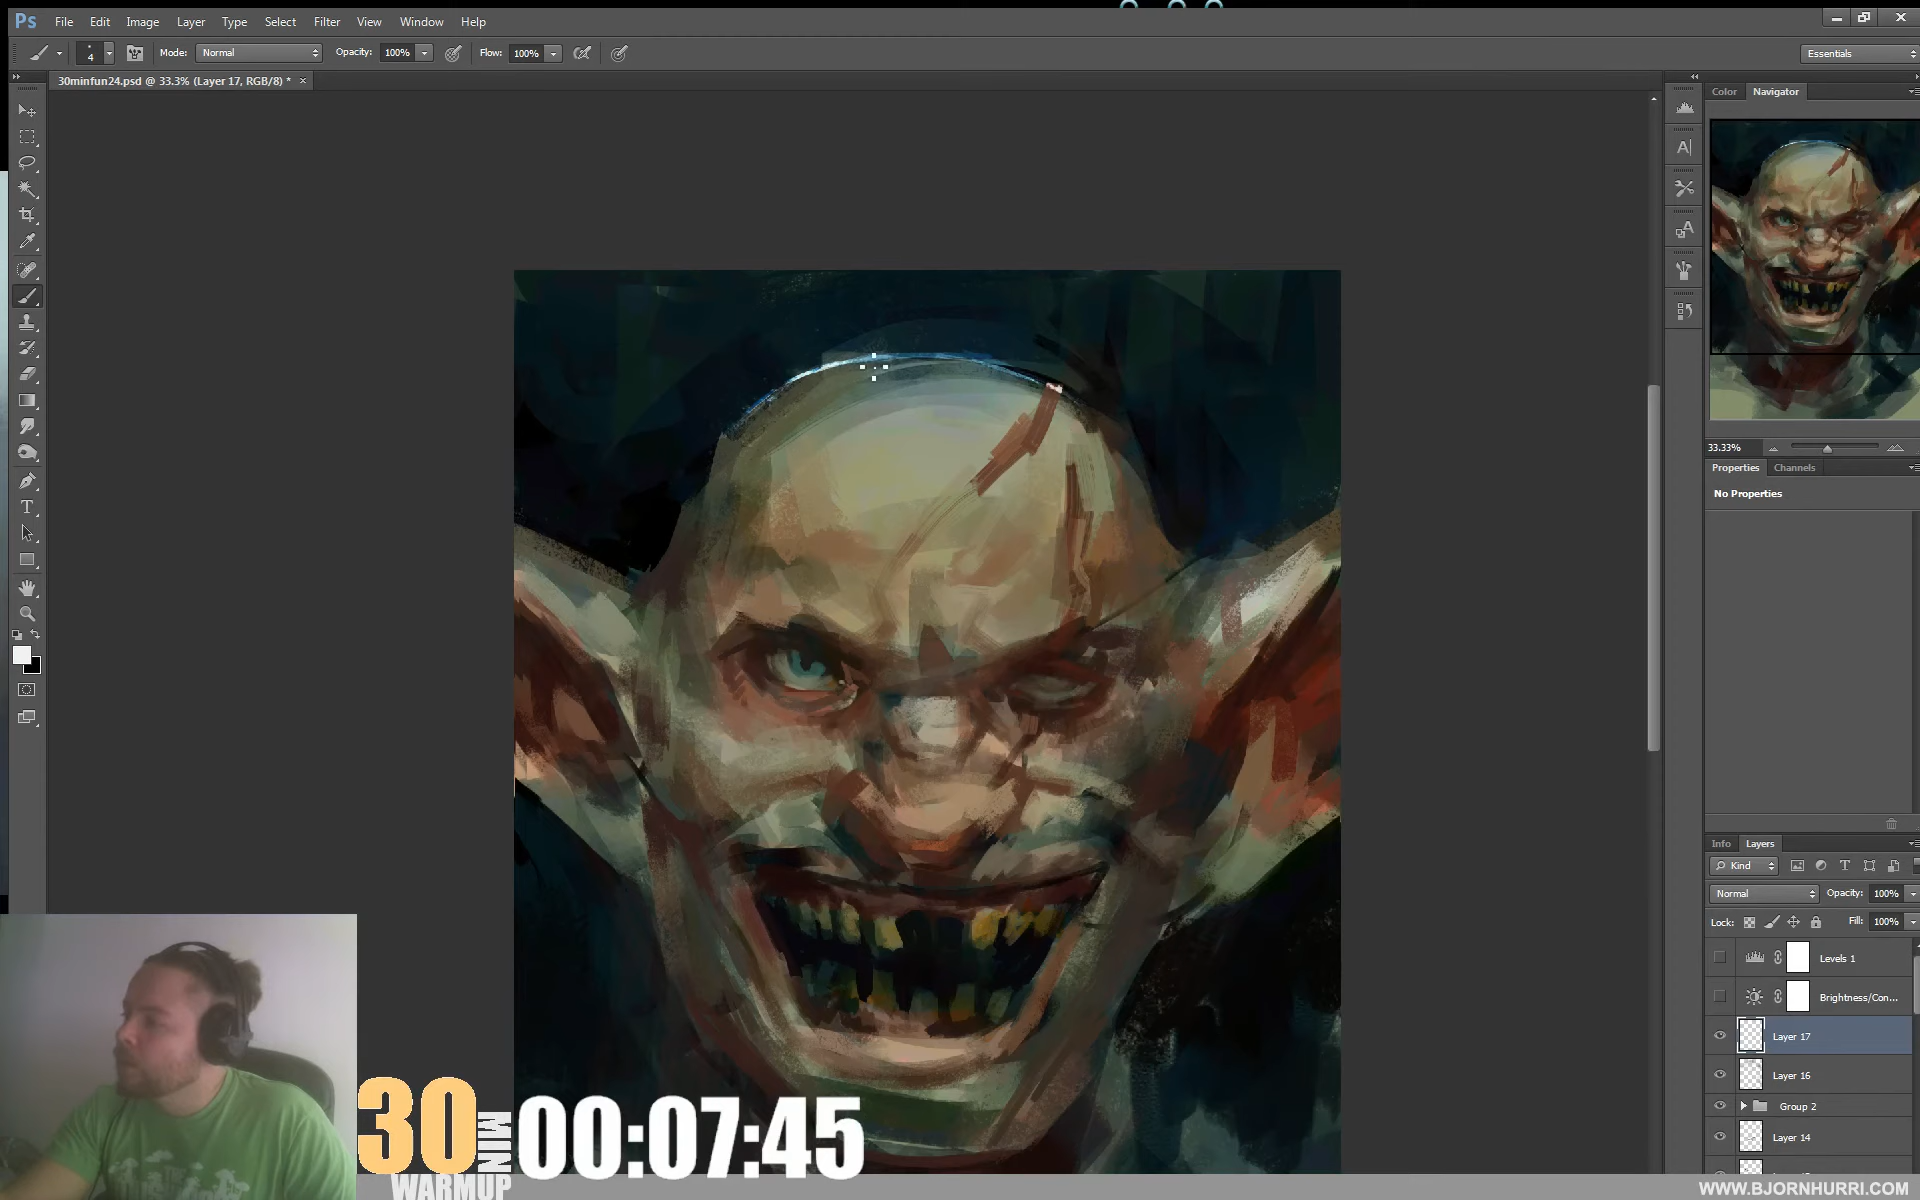 Ps File Edit Image Layer Type Select Filter View Window Help
4 Mode: Normal Opacity: 100% Flow: 100% Essentials
30minfun24.psd @ 33.3% (Layer 17, RGB/8) * ×
Color Navigator
33.33%
Properties Channels
No Properties
Info Layers
Kind
Normal Opacity: 100%
Lock: Fill: 100%
Levels 1
Brightness/Con...
Layer 17
Layer 16
Group 2
Layer 14
30 MIN WARMUP
00:07:45
WWW.BJORNHURRI.COM